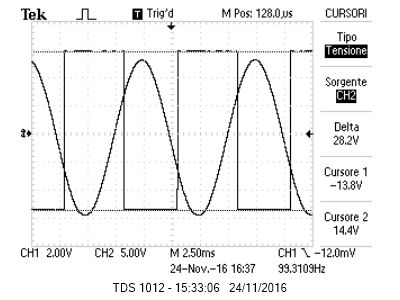 Tek T Trig'd M Pos: 128.0µs CURSORI
Tipo
Tensione
Sorgente
CH2
Delta
28.2V
Cursore 1
-13.8V
Cursore 2
14.4V
CH1 2.00V CH2 5.00V M 2.50ms CH1 -12.0mV
24-Nov.-16 16:37 99.3109Hz
TDS 1012 - 15:33:06 24/11/2016